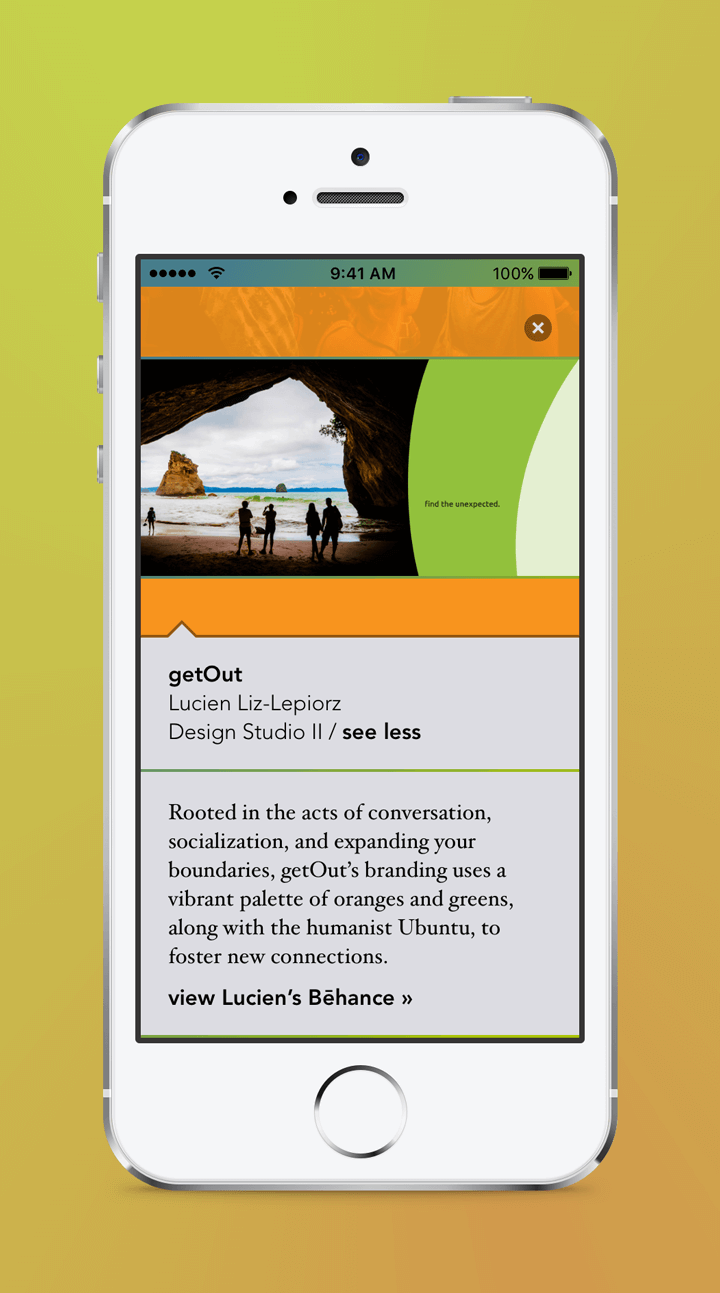 9:41 AM 100%
find the unexpected.
getOut
Lucien Liz-Lepiorz
Design Studio II / see less
Rooted in the acts of conversation,
socialization, and expanding your
boundaries, getOut’s branding uses a
vibrant palette of oranges and greens,
along with the humanist Ubuntu, to
foster new connections.
view Lucien’s Bēhance »